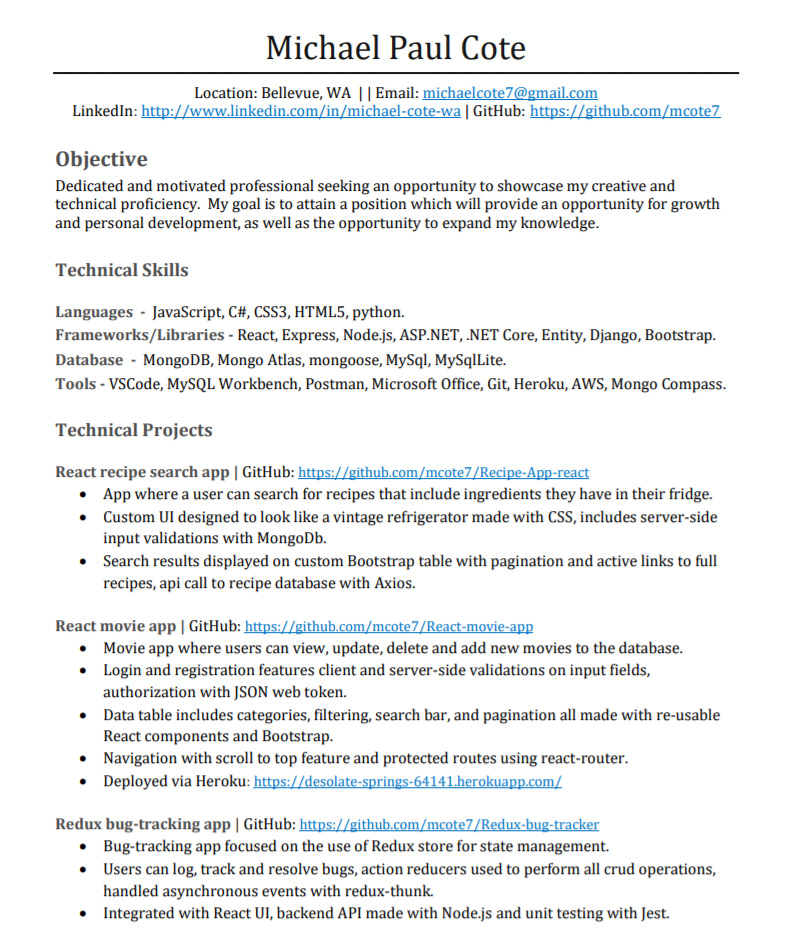 Michael Paul Cote
Location: Bellevue, WA || Email: michaelcote7@gmail.com
LinkedIn: http://www.linkedin.com/in/michael-cote-wa | GitHub: https://github.com/mcote7
Objective
Dedicated and motivated professional seeking an opportunity to showcase my creative and
technical proficiency. My goal is to attain a position which will provide an opportunity for growth
and personal development, as well as the opportunity to expand my knowledge.
Technical Skills
Languages - JavaScript, C#, CSS3, HTML5, python.
Frameworks/Libraries - React, Express, Node.js, ASP.NET, .NET Core, Entity, Django, Bootstrap.
Database - MongoDB, Mongo Atlas, mongoose, MySql, MySqlLite.
Tools - VSCode, MySQL Workbench, Postman, Microsoft Office, Git, Heroku, AWS, Mongo Compass.
Technical Projects
React recipe search app | GitHub: https://github.com/mcote7/Recipe-App-react
• App where a user can search for recipes that include ingredients they have in their fridge.
• Custom UI designed to look like a vintage refrigerator made with CSS, includes server-side
input validations with MongoDb.
• Search results displayed on custom Bootstrap table with pagination and active links to full
recipes, api call to recipe database with Axios.
React movie app | GitHub: https://github.com/mcote7/React-movie-app
• Movie app where users can view, update, delete and add new movies to the database.
• Login and registration features client and server-side validations on input fields,
authorization with JSON web token.
• Data table includes categories, filtering, search bar, and pagination all made with re-usable
React components and Bootstrap.
• Navigation with scroll to top feature and protected routes using react-router.
• Deployed via Heroku: https://desolate-springs-64141.herokuapp.com/
Redux bug-tracking app | GitHub: https://github.com/mcote7/Redux-bug-tracker
• Bug-tracking app focused on the use of Redux store for state management.
• Users can log, track and resolve bugs, action reducers used to perform all crud operations,
handled asynchronous events with redux-thunk.
• Integrated with React UI, backend API made with Node.js and unit testing with Jest.